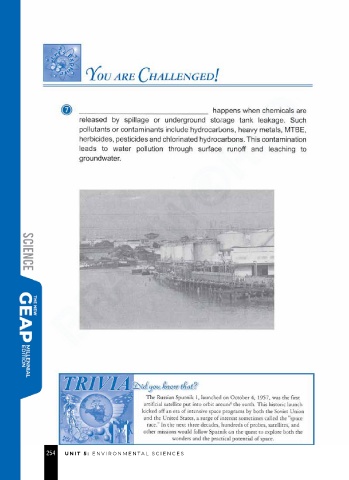 YOU ARE CHALLENGED!
7 ______________________________ happens when chemicals are
released by spillage or underground storage tank leakage. Such
pollutants or contaminants include hydrocarbons, heavy metals, MTBE,
herbicides, pesticides and chlorinated hydrocarbons. This contamination
leads to water pollution through surface runoff and leaching to
groundwater.
SCIENCE
THE NEW
GEAP
MILLENNIAL
EDITION
TRIVIA Did you know that?
The Russian Sputnik 1, launched on October 4, 1957, was the first
artificial satellite put into orbit around the earth. This historic launch
kicked off an era of intensive space programs by both the Soviet Union
and the United States, a surge of interest sometimes called the "space
race." In the next three decades, hundreds of probes, satellites, and
other missions would follow Sputnik on the quest to explore both the
wonders and the practical potential of space.
254 UNIT 5: ENVIRONMENTAL SCIENCES